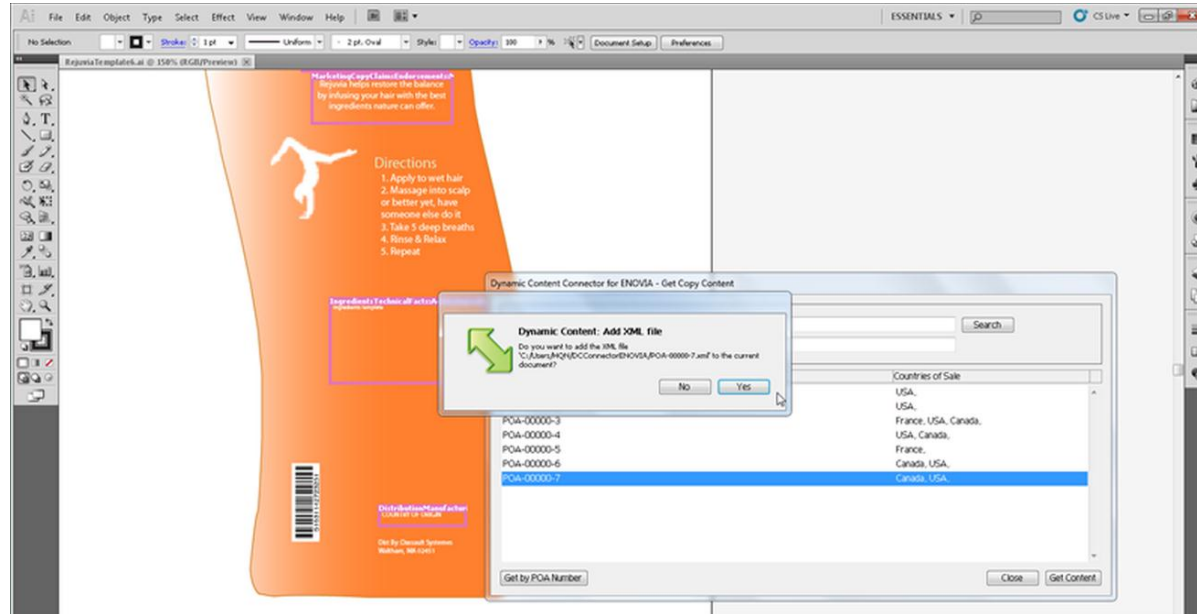 Ai File Edit Object Type Select Effect View Window Help Br
ESSENTIALS CS Live
No Selection Stroke: 1 pt Uniform 2 pt. Oval Style: Opacity: 100 % Document Setup Preferences
RejuviaTemplate6.ai @ 150% (RGB/Preview)
MarketingCopyClaimsEndorsements
Rejuvia helps restore the balance
by infusing your hair with the best
ingredients nature can offer.
Directions
1. Apply to wet hair
2. Massage into scalp
or better yet, have
someone else do it
3. Take 5 deep breaths
4. Rinse & Relax
5. Repeat
IngredientsTechnicalFactsA
DistributionManufactur
COUNTRY OF ORIGIN
Dist By Dassault Systemes
Waltham, MA 02451
Dynamic Content Connector for ENOVIA - Get Copy Content
Search
Dynamic Content: Add XML file
Do you want to add the XML file
'C:/Users/MQN/DCConnectorENOVIA/POA-00000-7.xml' to the current
document?
No Yes
Countries of Sale
USA,
USA,
POA-00000-3 France, USA, Canada,
POA-00000-4 USA, Canada,
POA-00000-5 France,
POA-00000-6 Canada, USA,
POA-00000-7 Canada, USA,
Get by POA Number Close Get Content